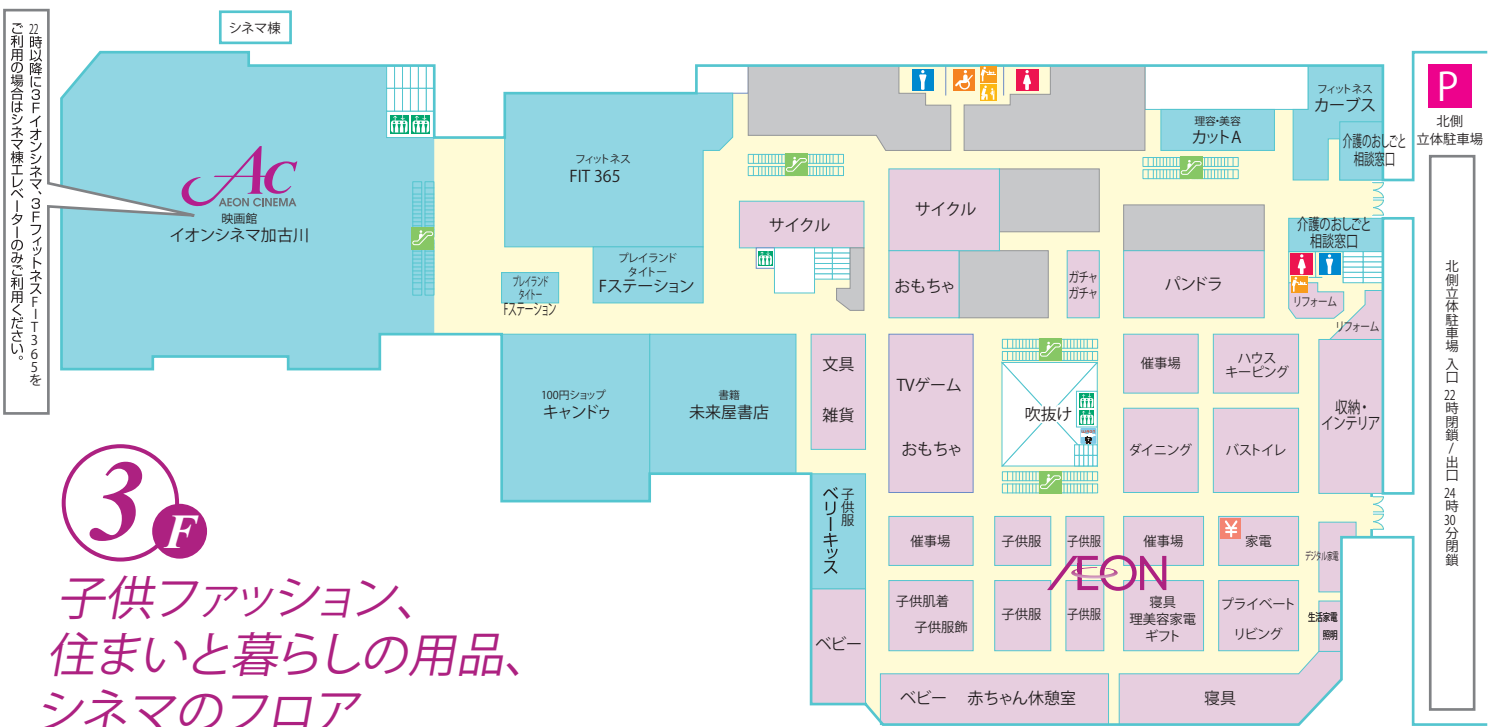 シネマ棟
22時以降に3Fイオンシネマ、3FフィットネスFIT365を
ご利用の場合はシネマ棟エレベーターのみご利用ください。
AC
AEON CINEMA
映画館
イオンシネマ加古川
フィットネス
FIT 365
プレイランド
タイトー
Fステーション
プレイランド
タイトー
Fステーション
サイクル
サイクル
おもちゃ
ガチャ
ガチャ
理容・美容
カットA
フィットネス
カーブス
介護のおしごと
相談窓口
P
北側
立体駐車場
介護のおしごと
相談窓口
パンドラ
リフォーム
リフォーム
北側立体駐車場 入口 22時閉鎖/出口 24時30分閉鎖
100円ショップ
キャンドゥ
書籍
未来屋書店
文具
雑貨
TVゲーム
おもちゃ
吹抜け
催事場
ハウス
キーピング
収納・
インテリア
ダイニング
バストイレ
子供服
ベリーキッズ
催事場
子供服
子供服
催事場
¥
家電
デジタル家電
ÆON
子供肌着
子供服飾
子供服
子供服
寝具
理美容家電
ギフト
プライベート
リビング
生活家電
照明
ベビー
ベビー 赤ちゃん休憩室
寝具
3F
子供ファッション、
住まいと暮らしの用品、
シネマのフロア